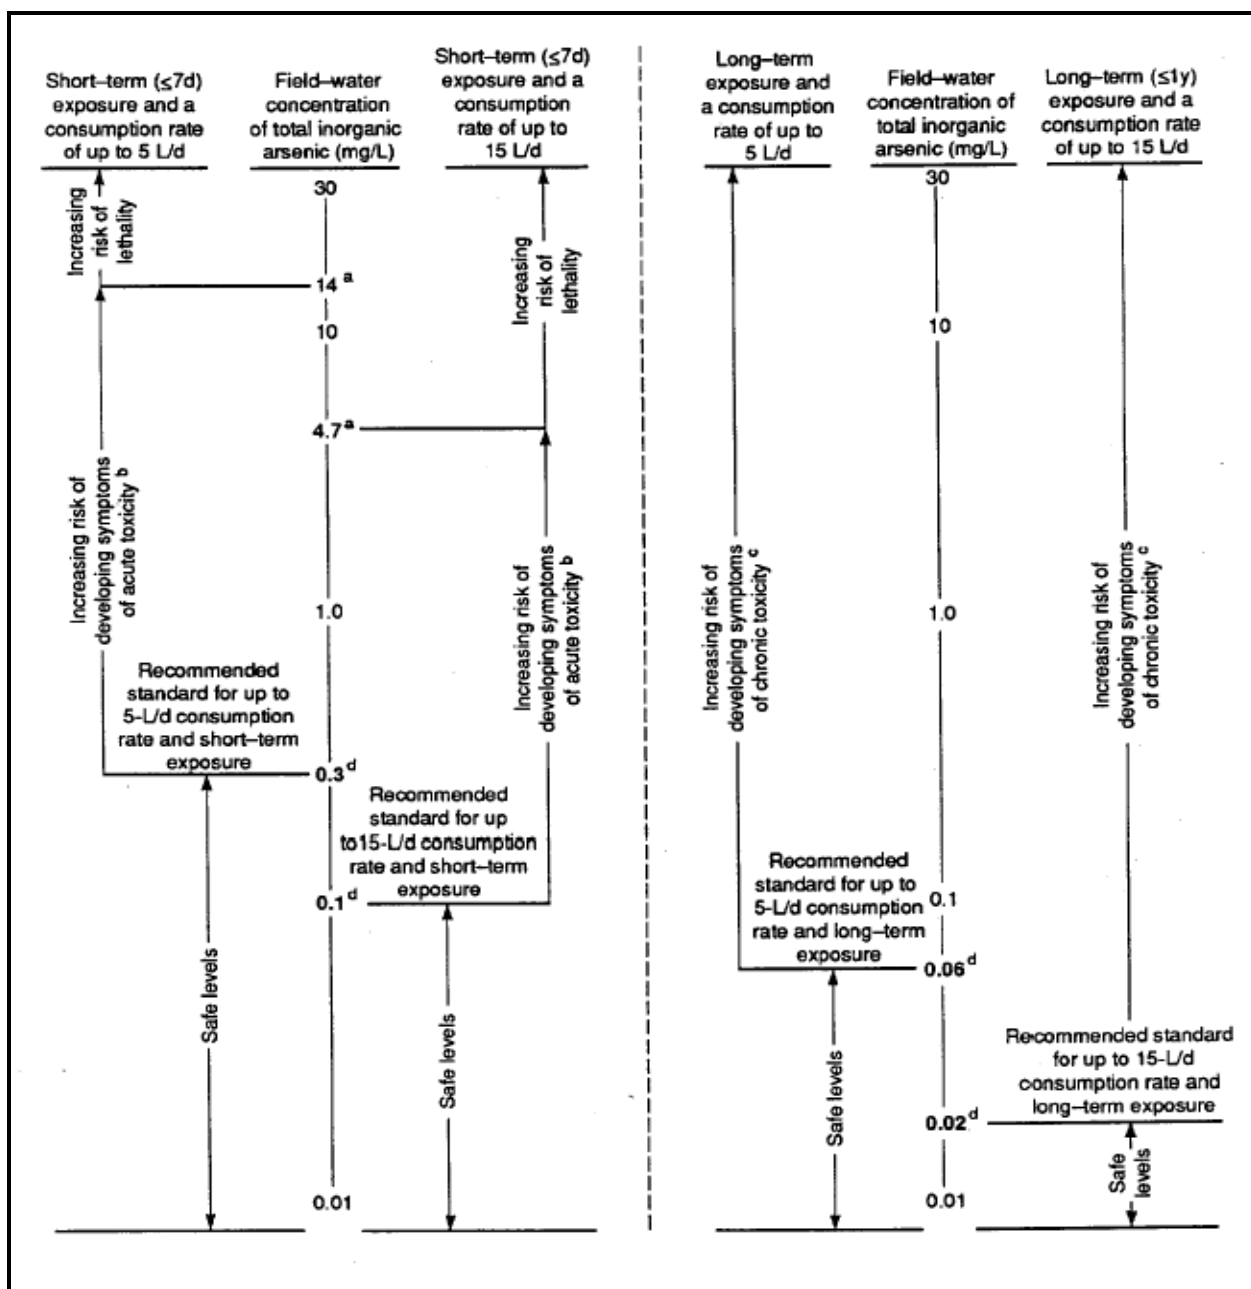 Short–term (≤7d)
exposure and a
consumption rate
of up to 5 L/d
Field–water
concentration
of total inorganic
arsenic (mg/L)
Short–term (≤7d)
exposure and a
consumption
rate of up to
15 L/d
Long–term
exposure and
a consumption
rate of up to
5 L/d
Field–water
concentration of
total inorganic
arsenic (mg/L)
Long–term (≤1y)
exposure and a
consumption rate
of up to 15 L/d
Increasing
risk of
lethality
30
14 a
10
4.7 a
1.0
0.3 d
0.1 d
0.01
Increasing risk of
developing symptoms
of acute toxicity b
Recommended
standard for up to
5-L/d consumption
rate and short–term
exposure
Safe levels
Increasing
risk of
lethality
Increasing risk of
developing symptoms
of acute toxicity b
Recommended
standard for up
to15-L/d consumption
rate and short–term
exposure
Safe levels
Increasing risk of
developing symptoms
of chronic toxicity c
Recommended
standard for up to
5-L/d consumption
rate and long–term
exposure
Safe levels
30
10
1.0
0.1
0.06 d
0.02 d
0.01
Increasing risk of
developing symptoms
of chronic toxicity c
Recommended standard
for up to 15-L/d
consumption rate and
long–term exposure
Safe
levels